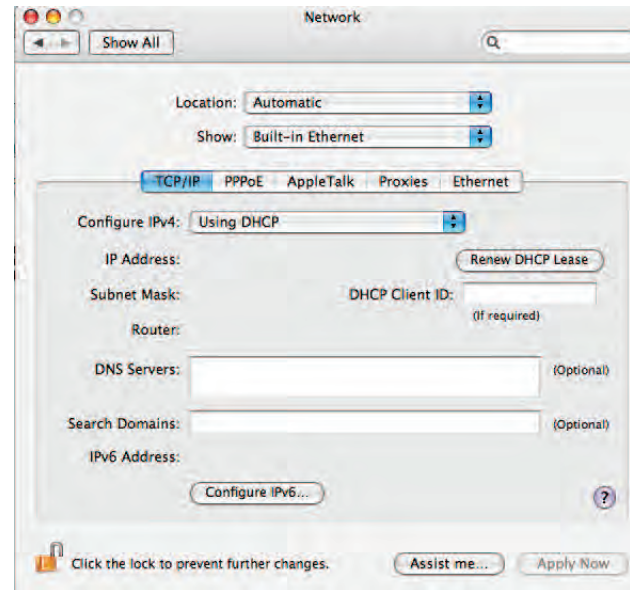 Network
Show All
Location: Automatic
Show: Built-in Ethernet
TCP/IP PPPoE AppleTalk Proxies Ethernet
Configure IPv4: Using DHCP
IP Address: Renew DHCP Lease
Subnet Mask: DHCP Client ID:
(If required)
Router:
DNS Servers: (Optional)
Search Domains: (Optional)
IPv6 Address:
Configure IPv6... ?
Click the lock to prevent further changes. Assist me... Apply Now